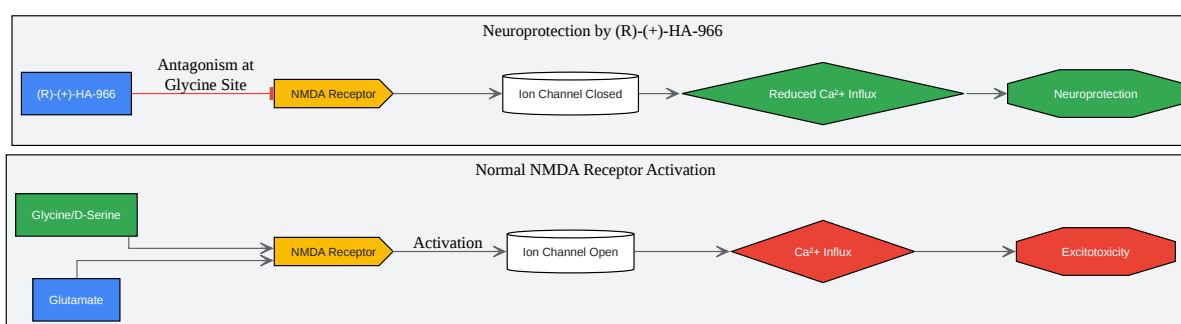 Neuroprotection by (R)-(+)-HA-966
(R)-(+)-HA-966
Antagonism at
Glycine Site
NMDA Receptor
Ion Channel Closed
Reduced Ca²+ Influx
Neuroprotection
Normal NMDA Receptor Activation
Glycine/D-Serine
Glutamate
NMDA Receptor
Activation
Ion Channel Open
Ca²+ Influx
Excitotoxicity